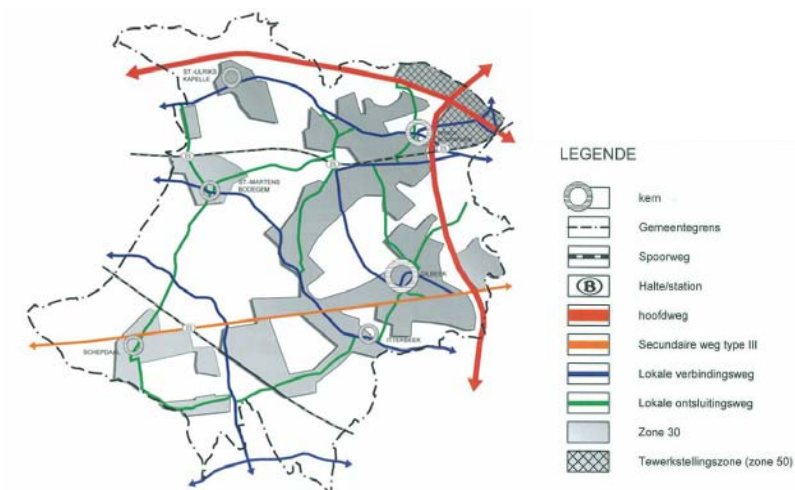 ST.-ULRIKS
KAPELLE
B
B
B
ST.-MARTENS
BODEGEM
DILBEEK
B
SCHEPDAAL
ITTERBEEK
LEGENDE
kern
Gemeentegrens
Spoorweg
B
Halte/station
hoofdweg
Secundaire weg type III
Lokale verbindingsweg
Lokale ontsluitingsweg
Zone 30
Tewerkstellingszone (zone 50)